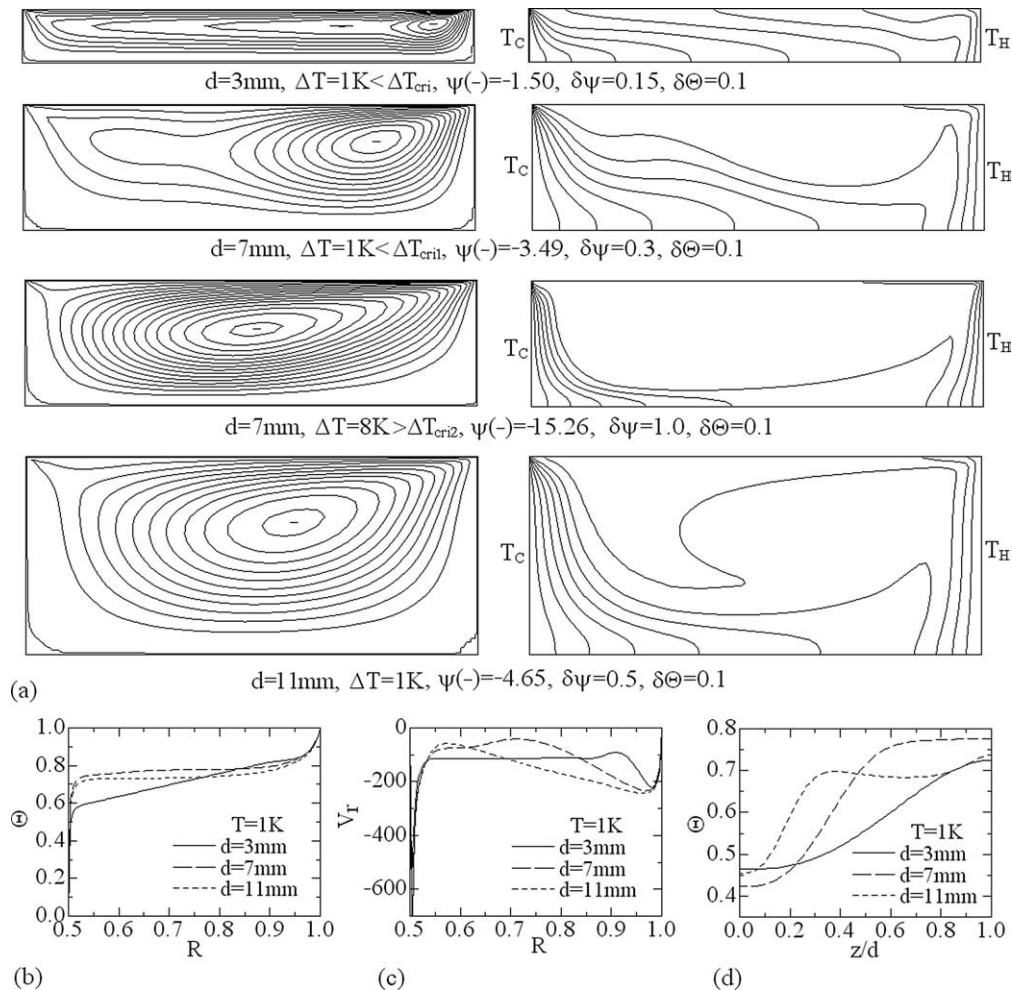 T_C T_H
d=3mm, ΔT=1K< ΔT_cri, ψ(-)=-1.50, δψ=0.15, δΘ=0.1
T_C T_H
d=7mm, ΔT=1K< ΔT_cri1, ψ(-)=-3.49, δψ=0.3, δΘ=0.1
T_C T_H
d=7mm, ΔT=8K> ΔT_cri2, ψ(-)=-15.26, δψ=1.0, δΘ=0.1
T_C T_H
d=11mm, ΔT=1K, ψ(-)=-4.65, δψ=0.5, δΘ=0.1
(a)
1.0
0.8
0.6
0.4
0.2
0.0
Θ
T=1K
d=3mm
d=7mm
d=11mm
0.5 0.6 0.7 0.8 0.9 1.0
R
(b)
0
-200
-400
-600
Vr
T=1K
d=3mm
d=7mm
d=11mm
0.5 0.6 0.7 0.8 0.9 1.0
R
(c)
0.8
0.7
0.6
0.5
0.4
Θ
T=1K
d=3mm
d=7mm
d=11mm
0.0 0.2 0.4 0.6 0.8 1.0
z/d
(d)